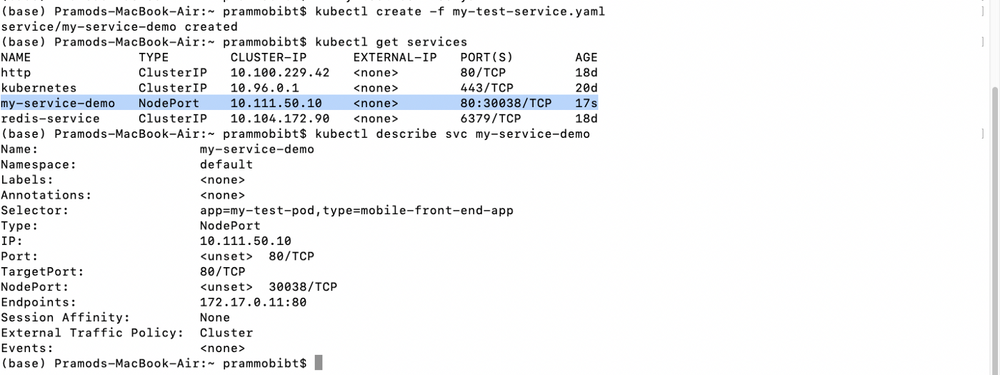 (base) Pramods-MacBook-Air:~ prammobibt$ kubectl create -f my-test-service.yaml
service/my-service-demo created
(base) Pramods-MacBook-Air:~ prammobibt$ kubectl get services
NAME TYPE CLUSTER-IP EXTERNAL-IP PORT(S) AGE
http ClusterIP 10.100.229.42 <none> 80/TCP 18d
kubernetes ClusterIP 10.96.0.1 <none> 443/TCP 20d
my-service-demo NodePort 10.111.50.10 <none> 80:30038/TCP 17s
redis-service ClusterIP 10.104.172.90 <none> 6379/TCP 18d
(base) Pramods-MacBook-Air:~ prammobibt$ kubectl describe svc my-service-demo
Name: my-service-demo
Namespace: default
Labels: <none>
Annotations: <none>
Selector: app=my-test-pod,type=mobile-front-end-app
Type: NodePort
IP: 10.111.50.10
Port: <unset> 80/TCP
TargetPort: 80/TCP
NodePort: <unset> 30038/TCP
Endpoints: 172.17.0.11:80
Session Affinity: None
External Traffic Policy: Cluster
Events: <none>
(base) Pramods-MacBook-Air:~ prammobibt$